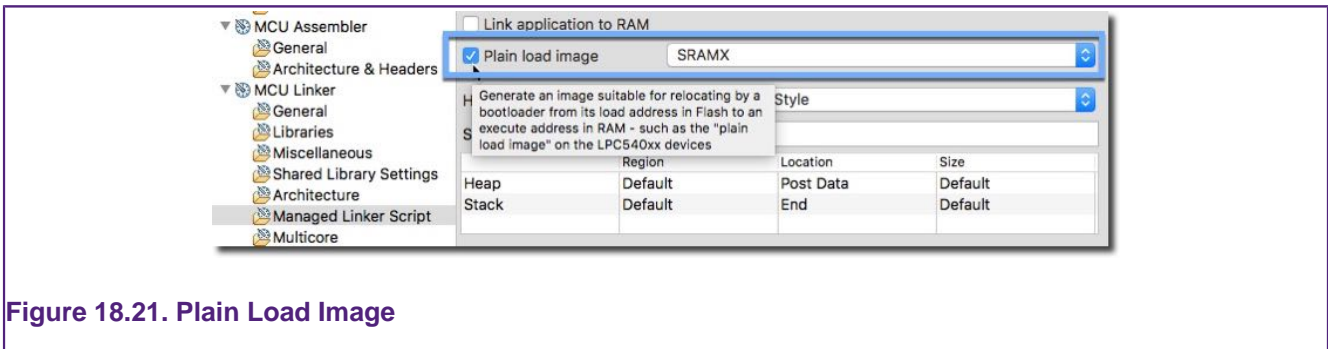 MCU Assembler
General
Architecture & Headers
MCU Linker
General
Libraries
Miscellaneous
Shared Library Settings
Architecture
Managed Linker Script
Multicore
Link application to RAM
Plain load image SRAMX
Generate an image suitable for relocating by a
bootloader from its load address in Flash to an
execute address in RAM - such as the "plain
load image" on the LPC540xx devices
H Style
S
Region Location Size
Heap Default Post Data Default
Stack Default End Default
Figure 18.21. Plain Load Image